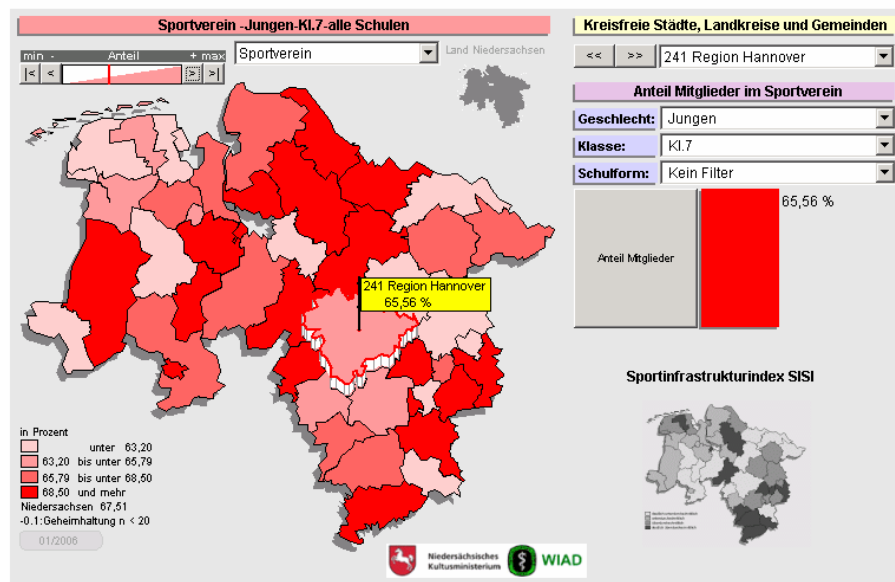 Sportverein -Jungen-Kl.7-alle Schulen
min - Anteil + max
|< < > >|
Sportverein
Land Niedersachsen
241 Region Hannover
65,56 %
in Prozent
unter 63,20
63,20 bis unter 65,79
65,79 bis unter 68,50
68,50 und mehr
Niedersachsen 67,51
-0.1:Geheimhaltung n < 20
01/2006
Kreisfreie Städte, Landkreise und Gemeinden
<< >> 241 Region Hannover
Anteil Mitglieder im Sportverein
Geschlecht: Jungen
Klasse: Kl.7
Schulform: Kein Filter
65,56 %
Anteil Mitglieder
Sportinfrastrukturindex SISI
Niedersächsisches
Kultusministerium
WIAD